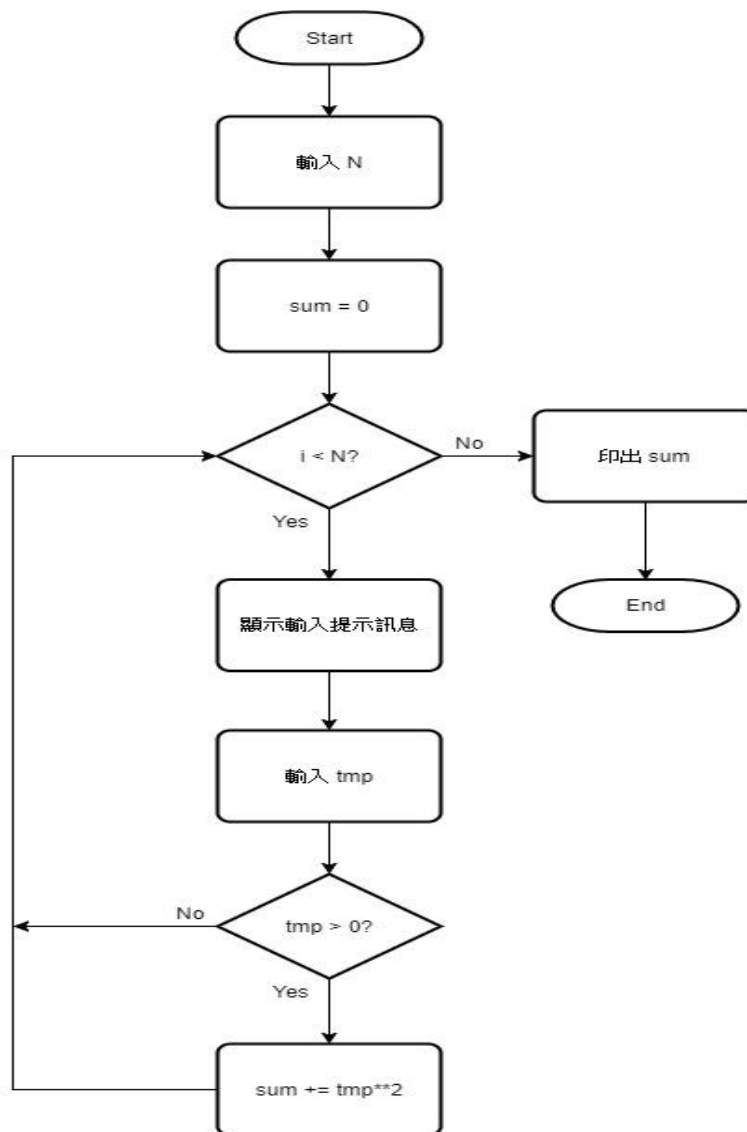 Start
輸入 N
sum = 0
i < N?
No
印出 sum
Yes
End
顯示輸入提示訊息
輸入 tmp
No
tmp > 0?
Yes
sum += tmp**2